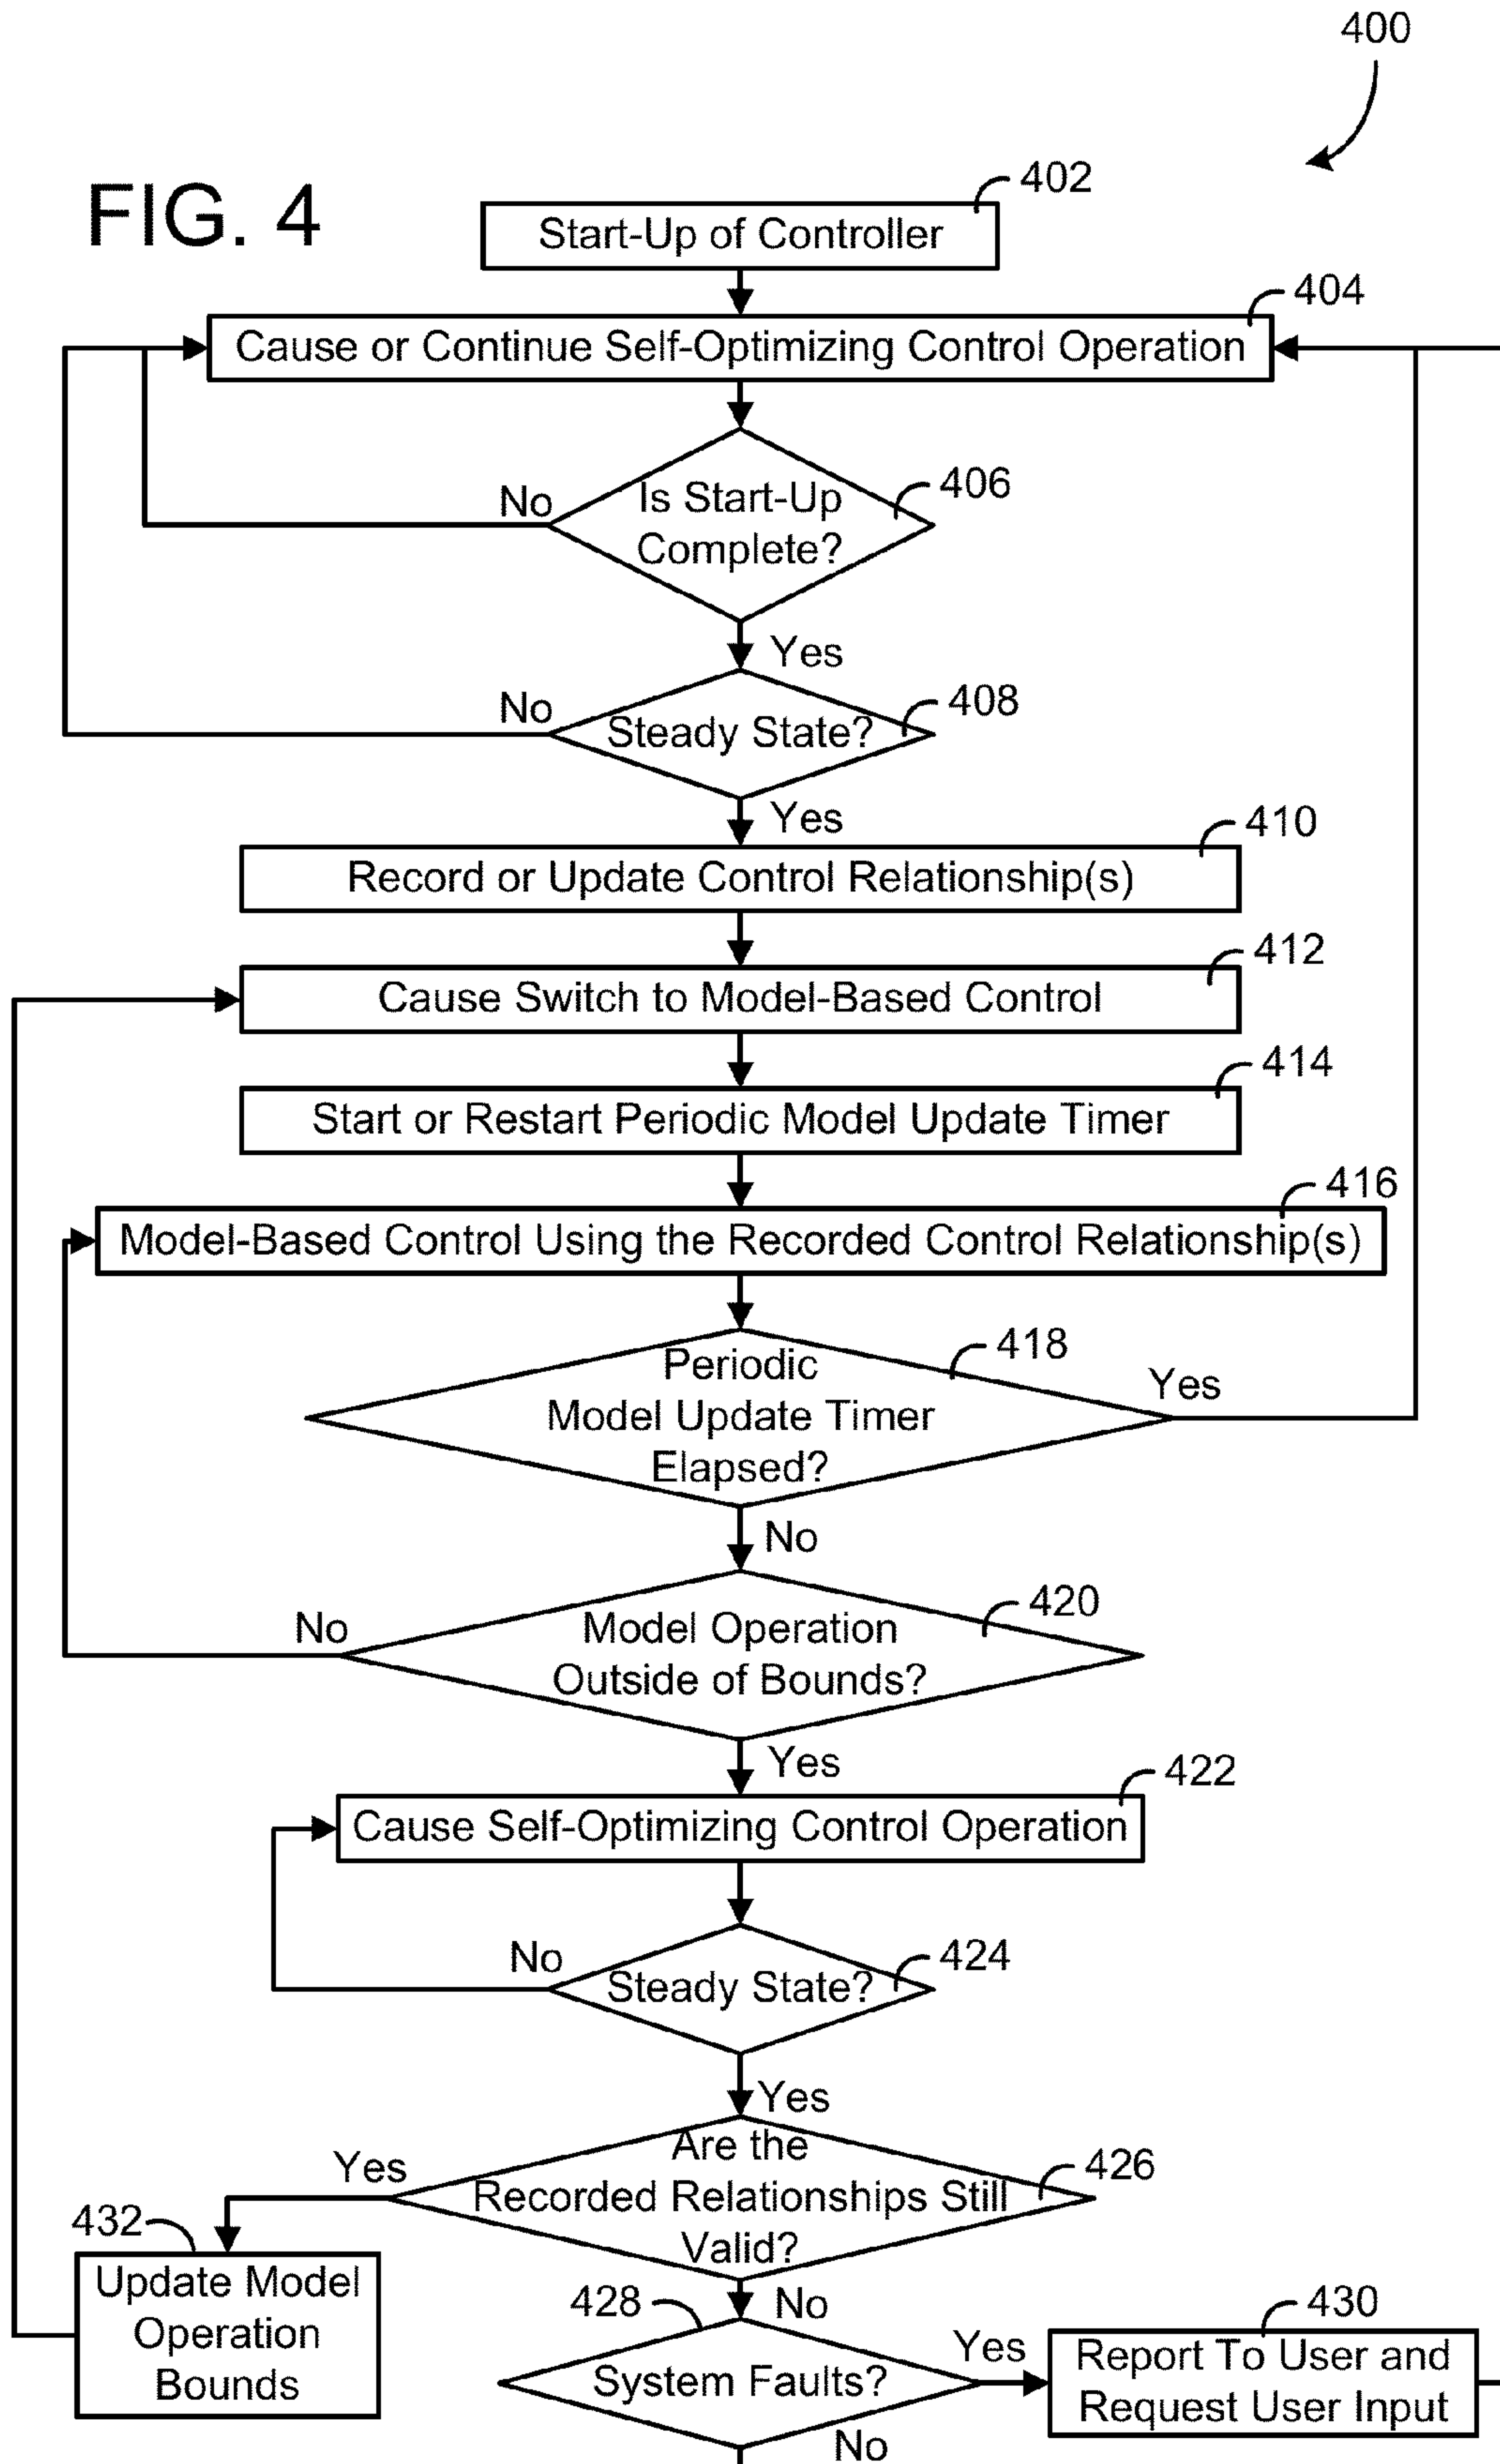 400
FIG. 4
402
Start-Up of Controller
404
Cause or Continue Self-Optimizing Control Operation
406
No
Is Start-Up
Complete?
Yes
408
No
Steady State?
Yes
410
Record or Update Control Relationship(s)
412
Cause Switch to Model-Based Control
414
Start or Restart Periodic Model Update Timer
416
Model-Based Control Using the Recorded Control Relationship(s)
418
Periodic
Model Update Timer
Elapsed?
Yes
No
420
No
Model Operation
Outside of Bounds?
Yes
422
Cause Self-Optimizing Control Operation
424
No
Steady State?
Yes
426
Yes
Are the
Recorded Relationships Still
Valid?
432
Update Model
Operation
Bounds
No
428
System Faults?
Yes
430
Report To User and
Request User Input
No